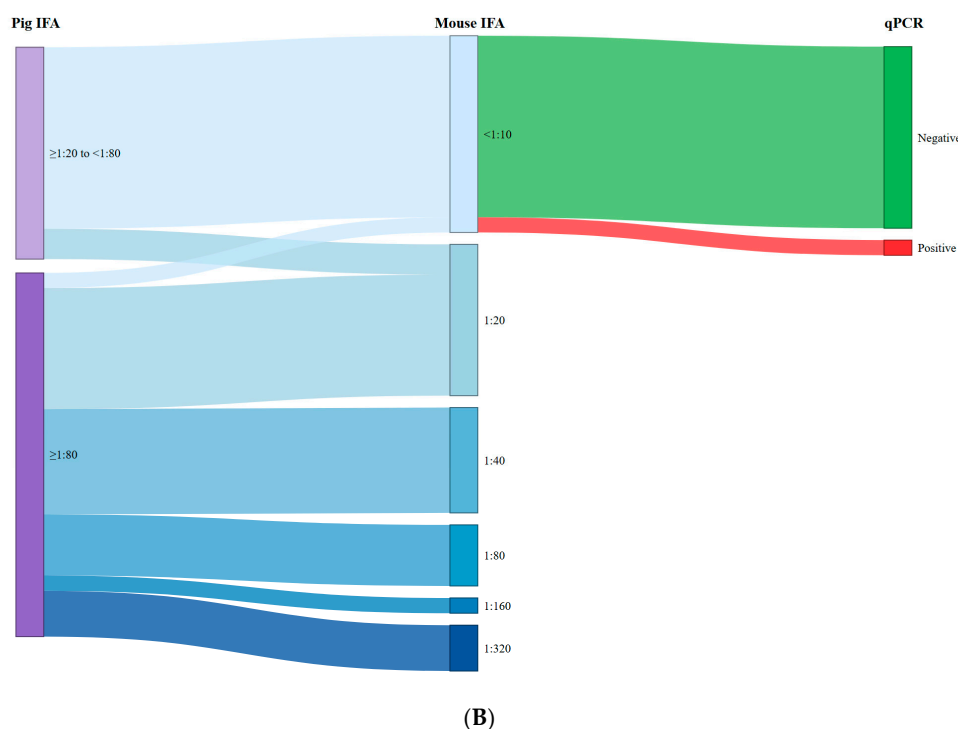 Pig IFA
Mouse IFA
qPCR
≥1:20 to <1:80
≥1:80
<1:10
1:20
1:40
1:80
1:160
1:320
Negative
Positive
(B)